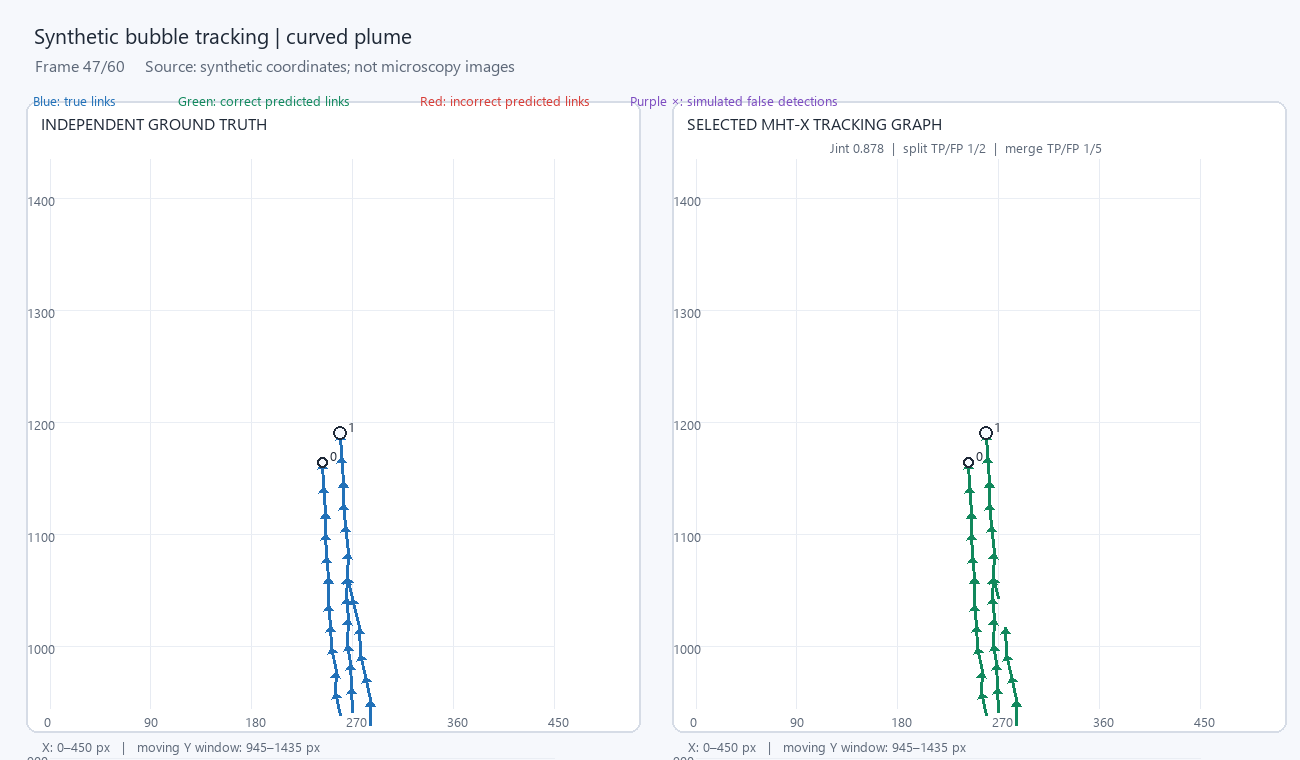 Synthetic bubble tracking | curved plume
Frame 47/60 Source: synthetic coordinates; not microscopy images
Blue: true links Green: correct predicted links Red: incorrect predicted links Purple ×: simulated false detections
INDEPENDENT GROUND TRUTH
1400
1300
1200
1100
1000
1
0
0 90 180 270 360 450
X: 0–450 px | moving Y window: 945–1435 px
SELECTED MHT-X TRACKING GRAPH
Jint 0.878 | split TP/FP 1/2 | merge TP/FP 1/5
1400
1300
1200
1100
1000
1
0
0 90 180 270 360 450
X: 0–450 px | moving Y window: 945–1435 px